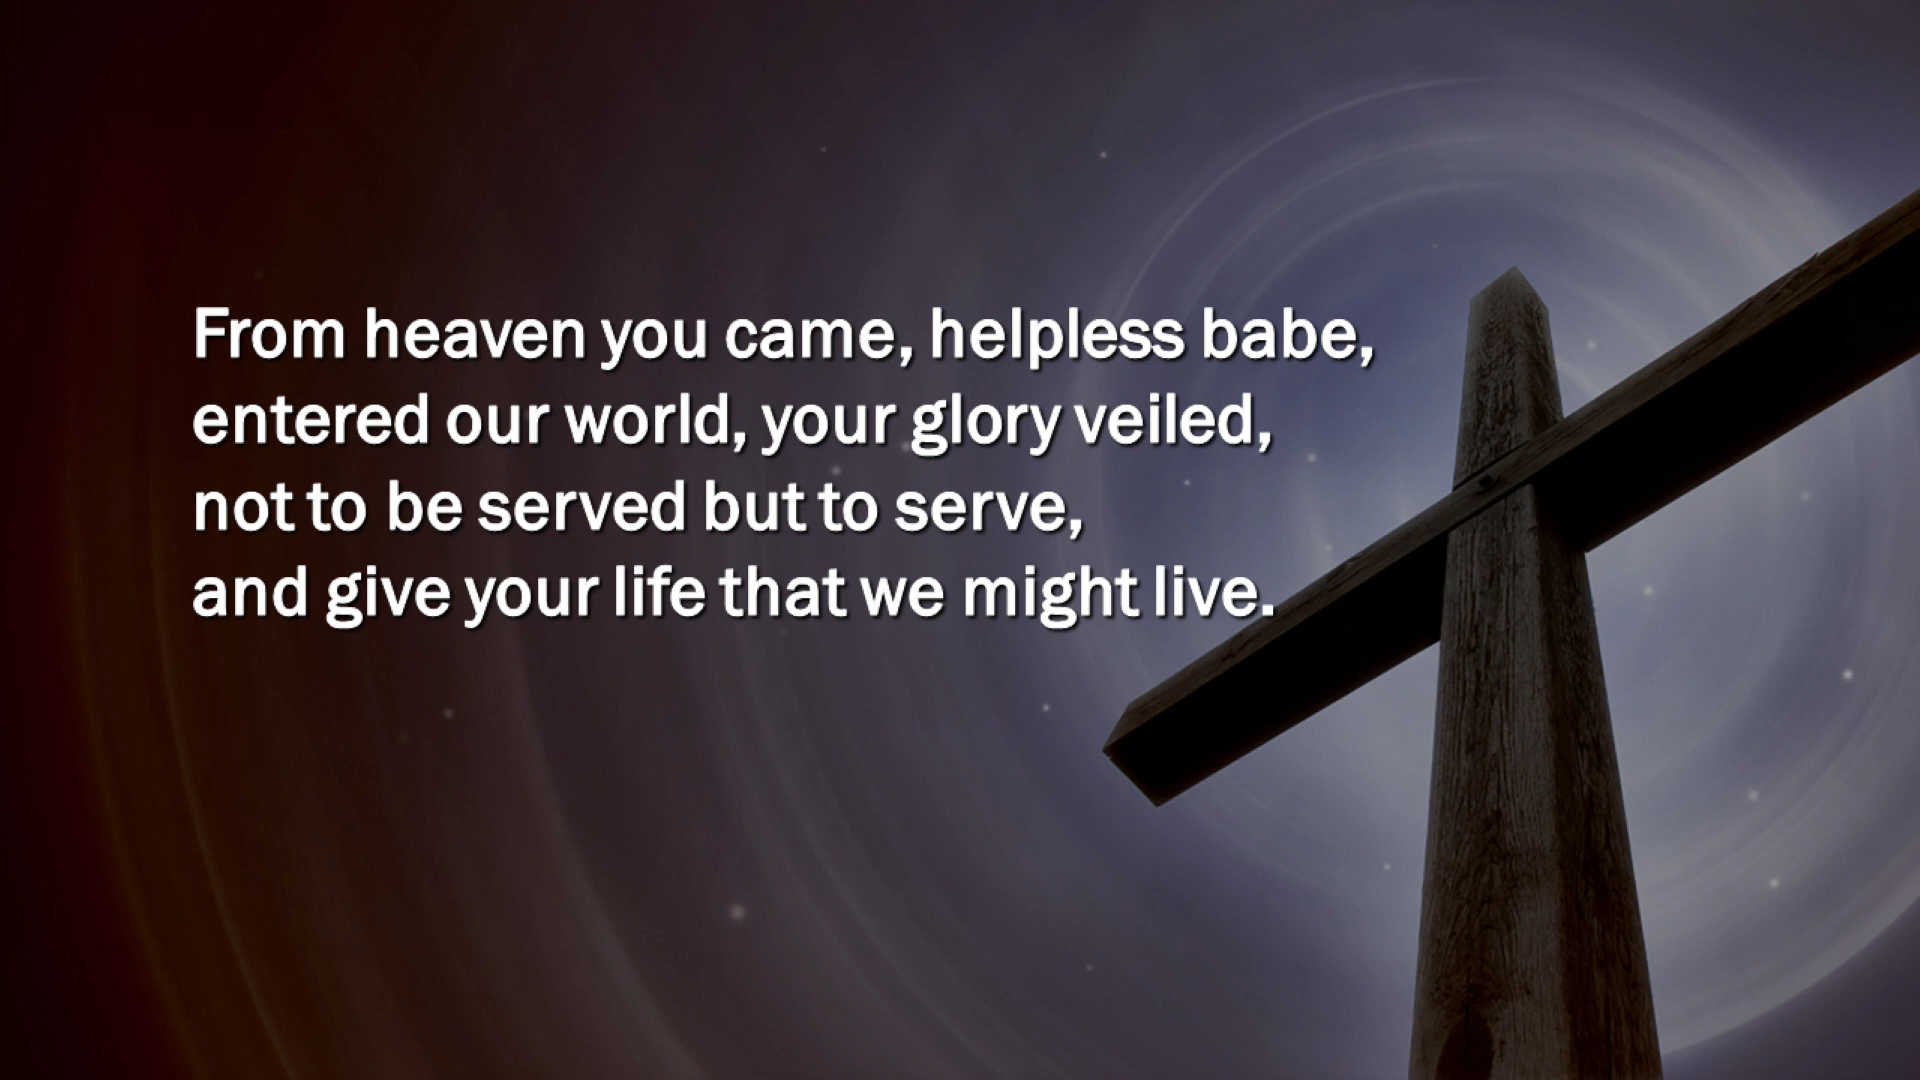 From heaven you came, helpless babe,
entered our world, your glory veiled,
not to be served but to serve,
and give your life that we might live.